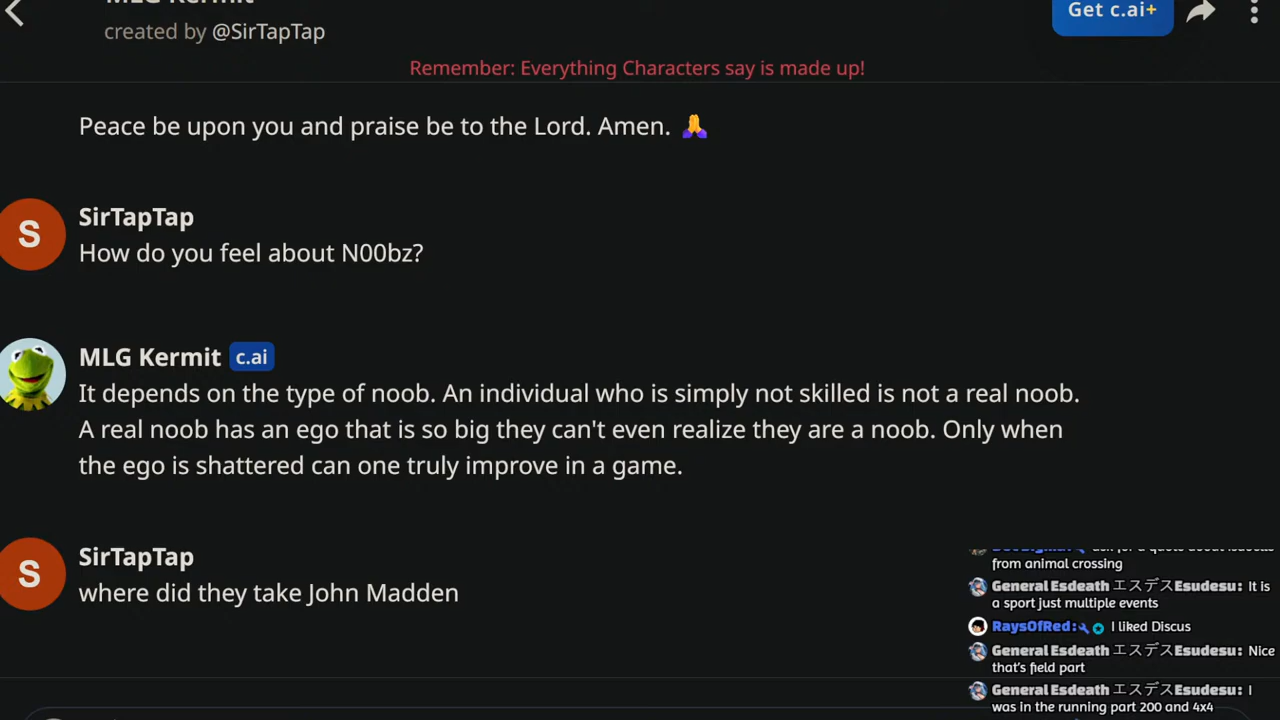 MLG Kermit
created by @SirTapTap
Get c.ai+
Remember: Everything Characters say is made up!
Peace be upon you and praise be to the Lord. Amen. 🙏
S
SirTapTap
How do you feel about N00bz?
MLG Kermit c.ai
It depends on the type of noob. An individual who is simply not skilled is not a real noob.
A real noob has an ego that is so big they can't even realize they are a noob. Only when
the ego is shattered can one truly improve in a game.
S
SirTapTap
where did they take John Madden
ask for a quote about isabelle
from animal crossing
General Esdeath エスデスEsudesu: It is
a sport just multiple events
RaysOfRed: I liked Discus
General Esdeath エスデスEsudesu: Nice
that's field part
General Esdeath エスデスEsudesu: I
was in the running part 200 and 4x4